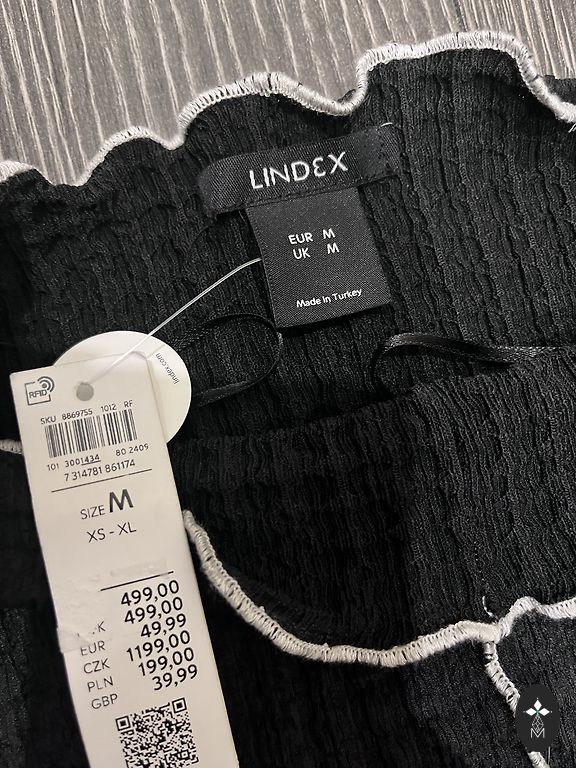 LINDEX
EUR M
UK M
Made in Turkey
lindex.com
RFID
SKU 8869755 1012 RF
101 3001434 80 2409
7 314781 861174
SIZE M
XS - XL
499,00
K 499,00
EUR 49,99
CZK 1199,00
PLN 199,00
GBP 39,99
M